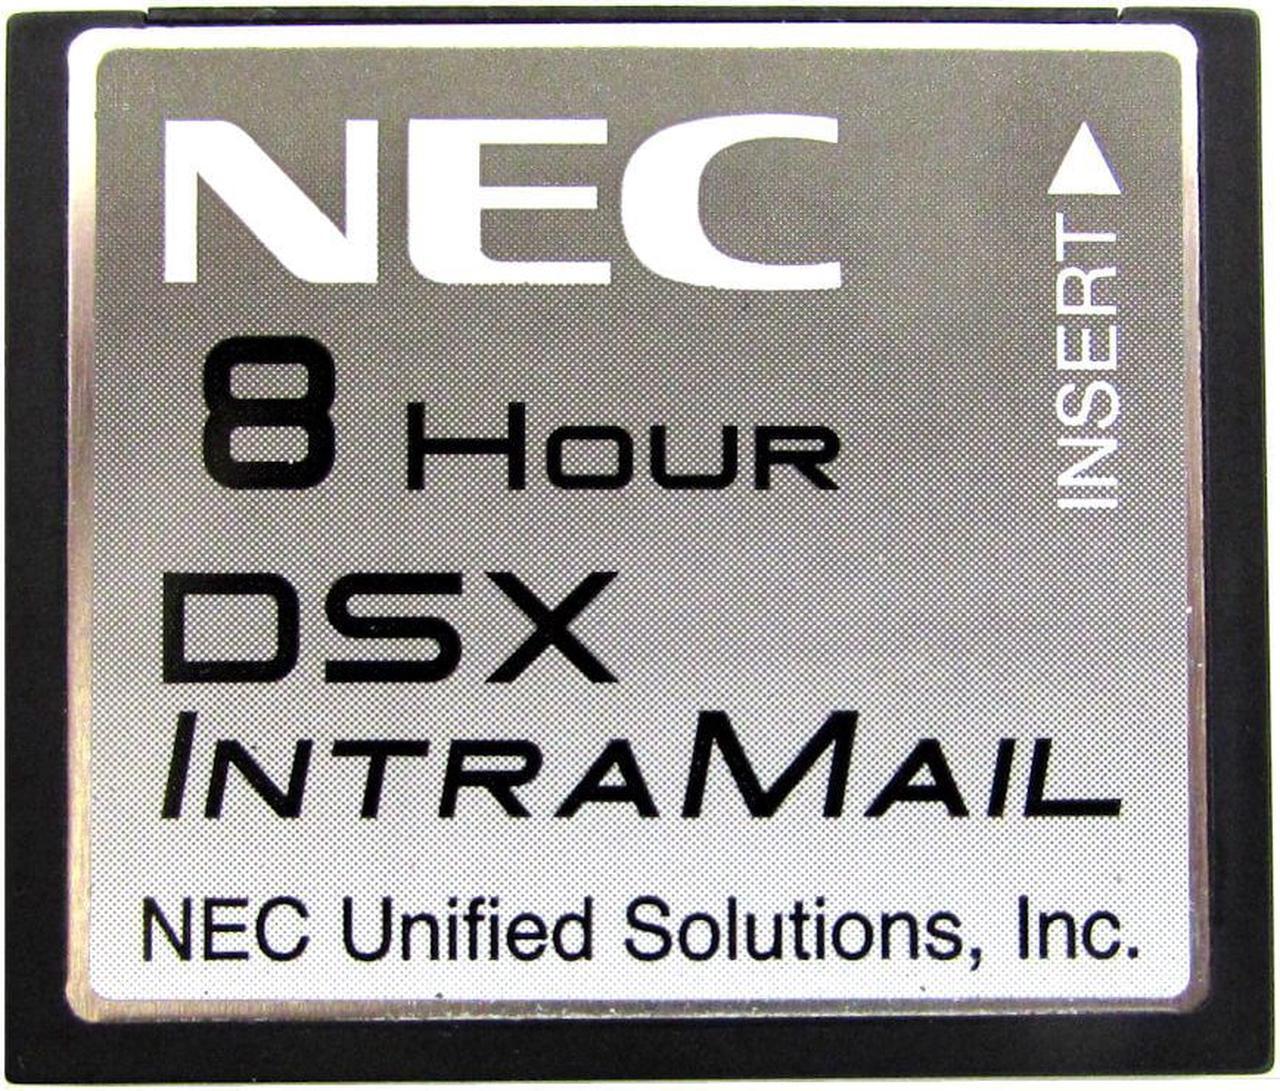 NEC
INSERT
8 HOUR
DSX
INTRAMAIL
NEC Unified Solutions, Inc.